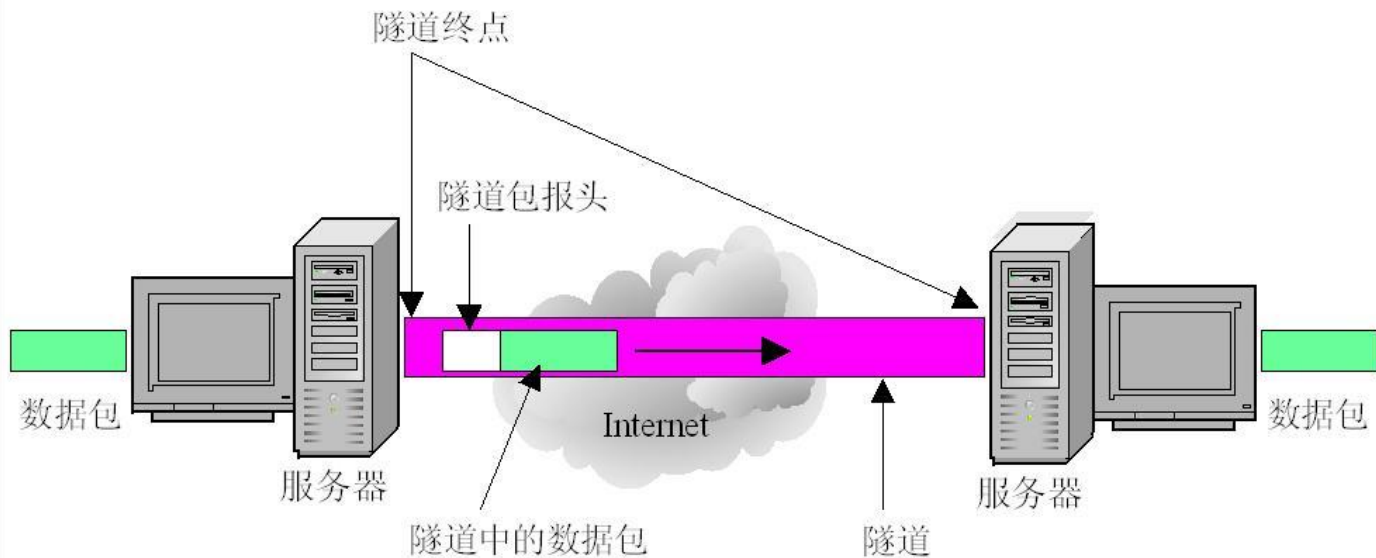 隧道终点
隧道包报头
数据包
Internet
数据包
服务器
服务器
隧道中的数据包
隧道